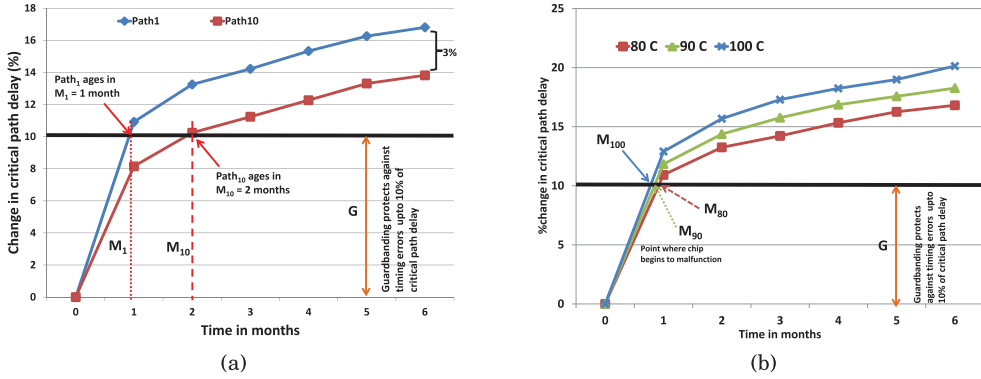 18
16
14
12
10
8
6
4
2
0
Change in critical path delay (%)
Path1
Path10
3%
Path1 ages in
M1 = 1 month
Path10 ages in
M10 = 2 months
M1
M10
G
Guardbanding protects against
timing errors upto 10% of
critical path delay
0 1 2 3 4 5 6
Time in months
(a)
25
20
15
10
5
0
%change in critical path delay
80 C
90 C
100 C
M100
M80
M90
Point where chip
begins to malfunction
G
Guardbanding protects
against timing errors upto
10% of critical path delay
0 1 2 3 4 5 6
Time in months
(b)